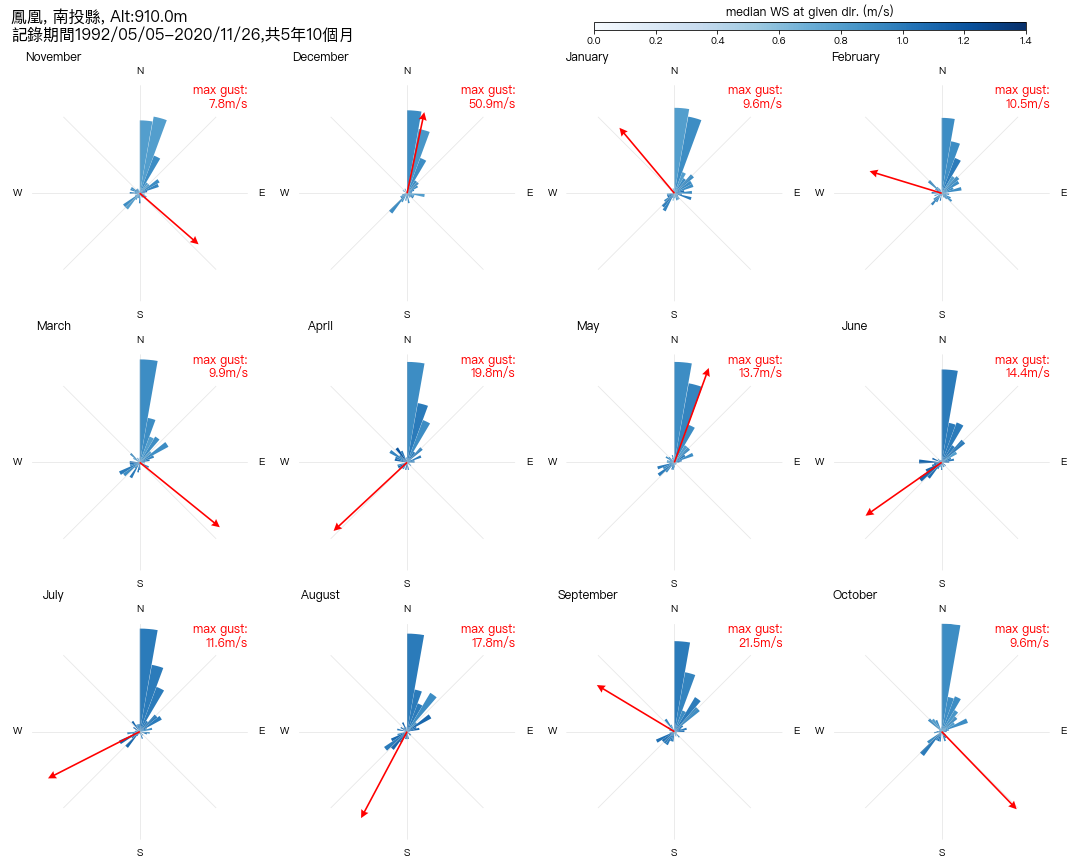 鳳凰, 南投縣, Alt:910.0m
記錄期間1992/05/05-2020/11/26,共5年10個月
median WS at given dir. (m/s)
0.0 0.2 0.4 0.6 0.8 1.0 1.2 1.4
November
N
E
S
W
max gust:
7.8m/s
December
N
E
W
max gust:
50.9m/s
S
January
N
E
W
max gust:
9.6m/s
S
February
N
E
W
max gust:
10.5m/s
S
March
N
E
W
max gust:
9.9m/s
S
April
N
E
W
max gust:
19.8m/s
S
May
N
E
W
max gust:
13.7m/s
S
June
N
E
W
max gust:
14.4m/s
S
July
N
E
W
max gust:
11.6m/s
S
August
N
E
W
max gust:
17.8m/s
S
September
N
E
W
max gust:
21.5m/s
S
October
N
E
W
max gust:
9.6m/s
S